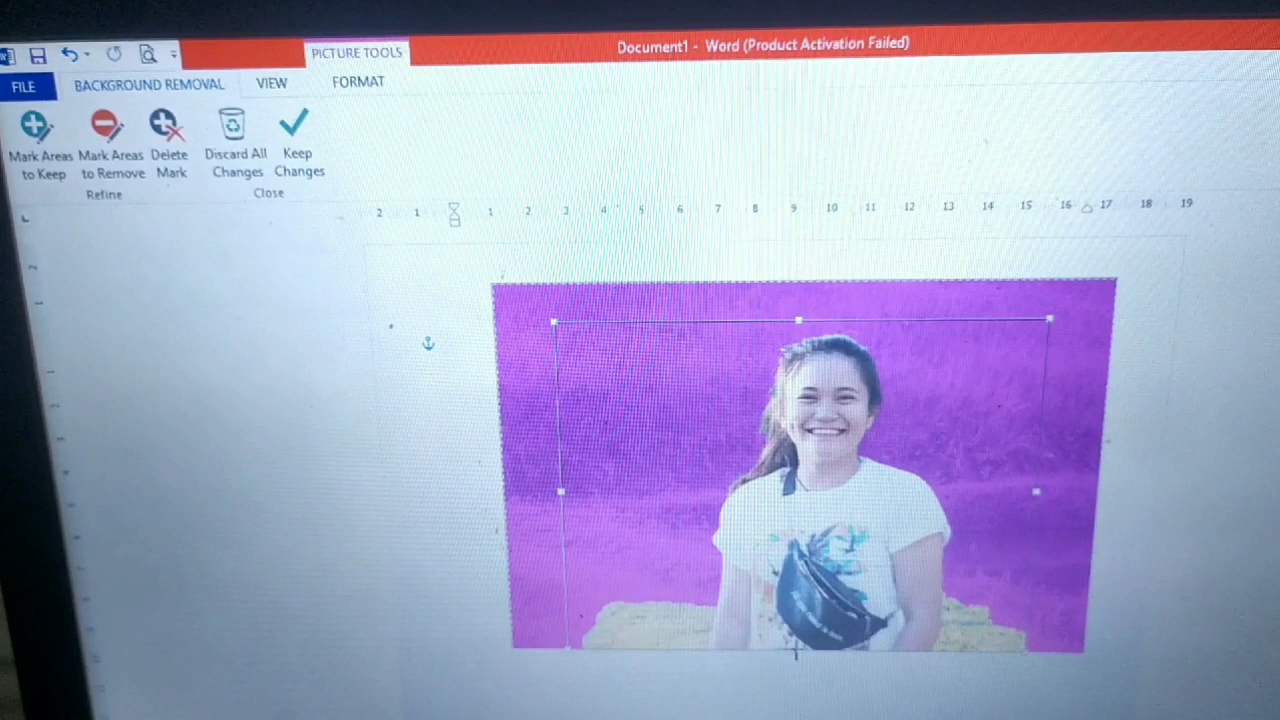 Document1 - Word (Product Activation Failed)
PICTURE TOOLS
FILE
BACKGROUND REMOVAL
VIEW
FORMAT
Mark Areas
to Keep
Mark Areas
to Remove
Delete
Mark
Discard All
Changes
Keep
Changes
Refine
Close
2 1 1 2 3 4 5 6 7 8 9 10 11 12 13 14 15 16 17 18 19